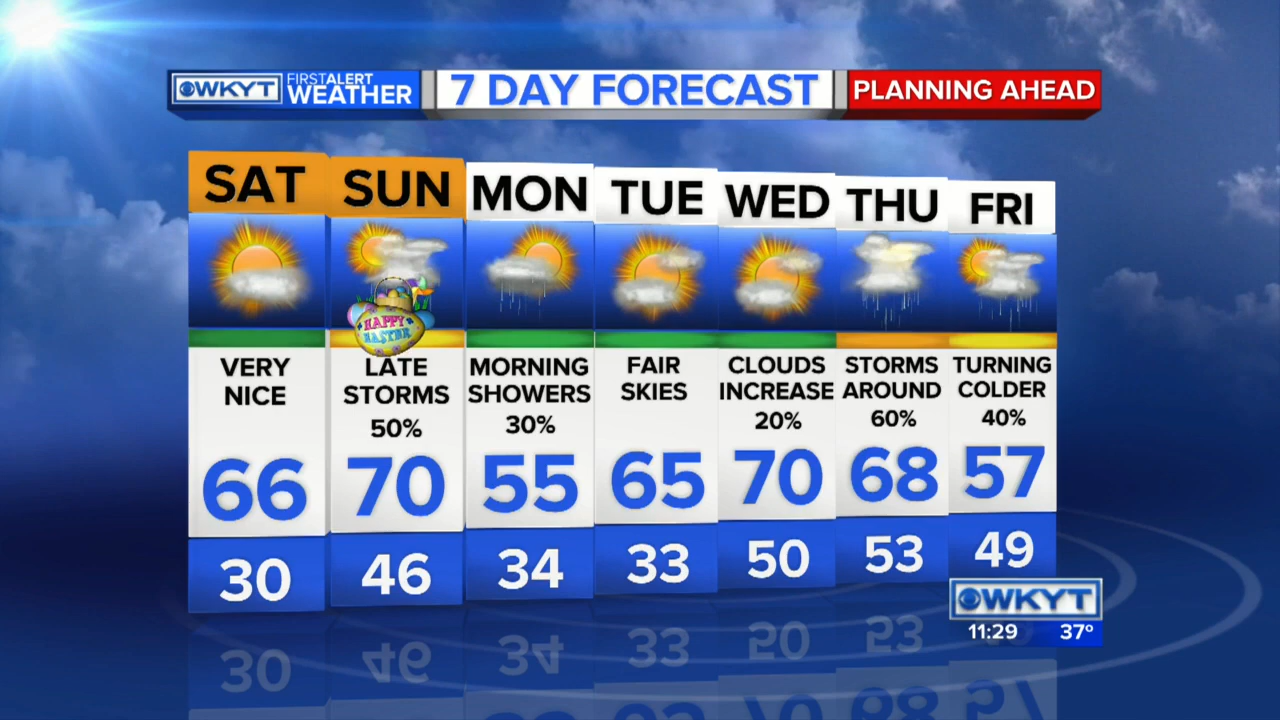 WKYT FIRST ALERT WEATHER 7 DAY FORECAST PLANNING AHEAD
SAT SUN MON TUE WED THU FRI
HAPPY
EASTER
VERY
NICE
66
30
LATE
STORMS
50%
70
46
MORNING
SHOWERS
30%
55
34
FAIR
SKIES
65
33
CLOUDS
INCREASE
20%
70
50
STORMS
AROUND
60%
68
53
TURNING
COLDER
40%
57
49
WKYT
11:29 37°